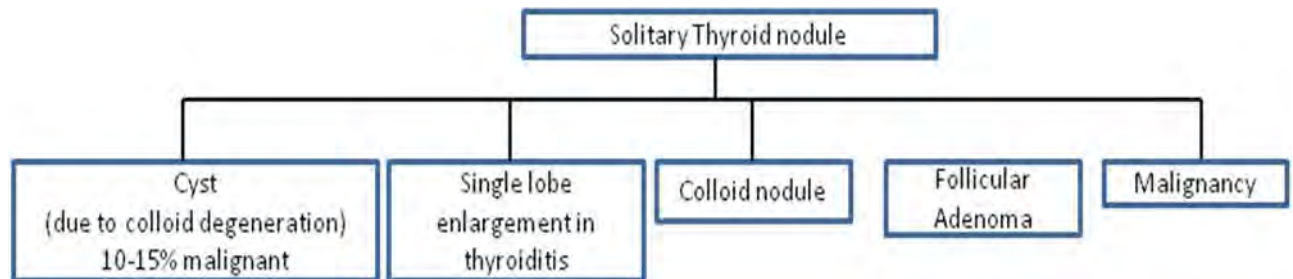 Solitary Thyroid nodule
Cyst
(due to colloid degeneration)
10-15% malignant
Single lobe
enlargement in
thyroiditis
Colloid nodule
Follicular
Adenoma
Malignancy